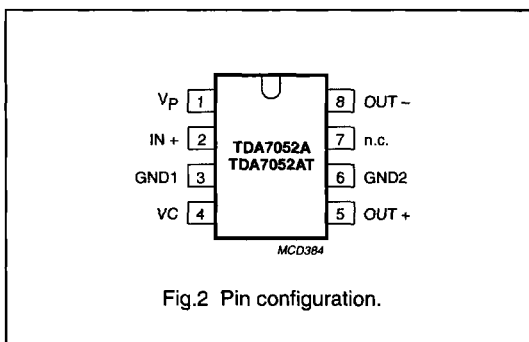 VP 1 8 OUT −
IN + 2 7 n.c.
TDA7052A
TDA7052AT
GND1 3 6 GND2
VC 4 5 OUT +
MCD384
Fig.2 Pin configuration.